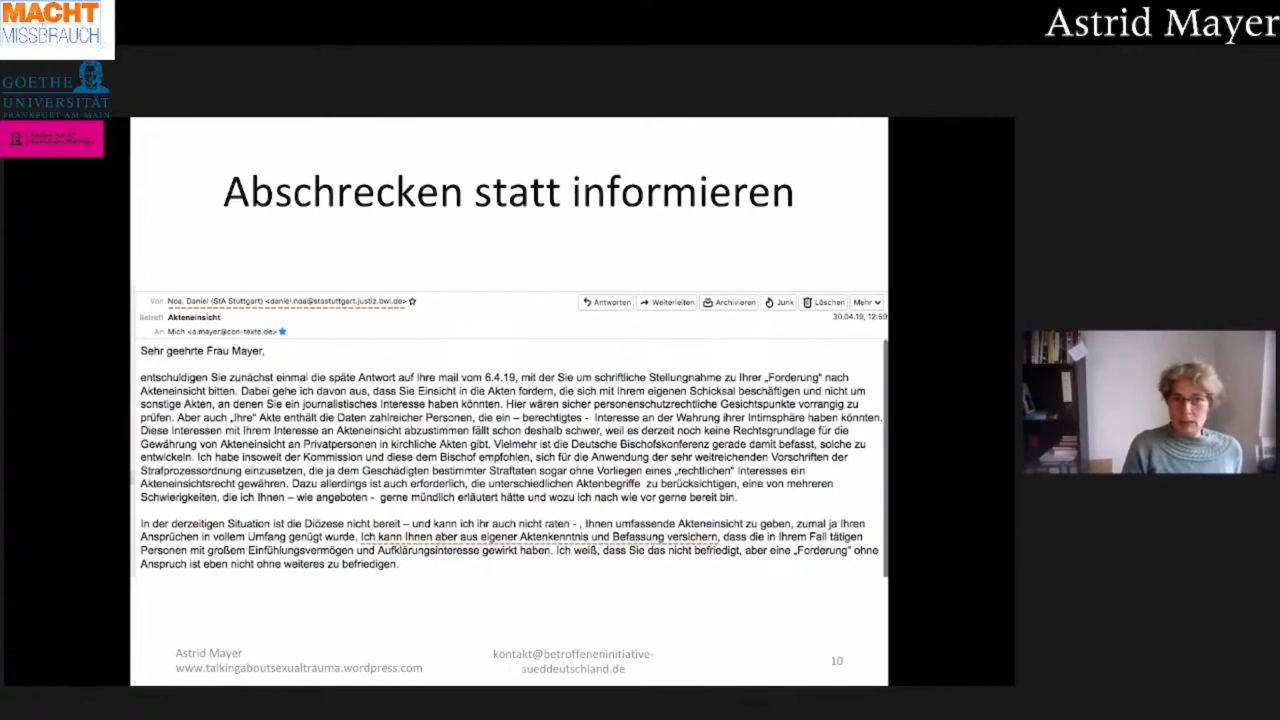 MACHT
MISSBRAUCH
Astrid Mayer
GOETHE
UNIVERSITÄT
FRANKFURT AM MAIN
Abschrecken statt informieren
Von Noa, Daniel (StA Stuttgart) <daniel.noa@stastuttgart.justiz.bwl.de>
Antworten Weiterleiten Archivieren Junk Löschen Mehr
Betreff Akteneinsicht
30.04.19, 12:59
An Mich <a.mayer@con-texte.de>
Sehr geehrte Frau Mayer,
entschuldigen Sie zunächst einmal die späte Antwort auf Ihre mail vom 6.4.19, mit der Sie um schriftliche Stellungnahme zu Ihrer „Forderung“ nach
Akteneinsicht bitten. Dabei gehe ich davon aus, dass Sie Einsicht in die Akten fordern, die sich mit Ihrem eigenen Schicksal beschäftigen und nicht um
sonstige Akten, an denen Sie ein journalistisches Interesse haben könnten. Hier wären sicher personenschutzrechtliche Gesichtspunkte vorrangig zu
prüfen. Aber auch „Ihre“ Akte enthält die Daten zahlreicher Personen, die ein – berechtigtes - Interesse an der Wahrung ihrer Intimsphäre haben könnten.
Diese Interessen mit Ihrem Interesse an Akteneinsicht abzustimmen fällt schon deshalb schwer, weil es derzeit noch keine Rechtsgrundlage für die
Gewährung von Akteneinsicht an Privatpersonen in kirchliche Akten gibt. Vielmehr ist die Deutsche Bischofskonferenz gerade damit befasst, solche zu
entwickeln. Ich habe insoweit der Kommission und diese dem Bischof empfohlen, sich für die Anwendung der sehr weitreichenden Vorschriften der
Strafprozessordnung einzusetzen, die ja dem Geschädigten bestimmter Straftaten sogar ohne Vorliegen eines „rechtlichen“ Interesses ein
Akteneinsichtsrecht gewähren. Dazu allerdings ist auch erforderlich, die unterschiedlichen Aktenbegriffe zu berücksichtigen, eine von mehreren
Schwierigkeiten, die ich Ihnen – wie angeboten - gerne mündlich erläutert hätte und wozu ich nach wie vor gerne bereit bin.
In der derzeitigen Situation ist die Diözese nicht bereit – und kann ich ihr auch nicht raten - , Ihnen umfassende Akteneinsicht zu geben, zumal ja Ihren
Ansprüchen in vollem Umfang genügt wurde. Ich kann Ihnen aber aus eigener Aktenkenntnis und Befassung versichern, dass die in Ihrem Fall tätigen
Personen mit großem Einfühlungsvermögen und Aufklärungsinteresse gewirkt haben. Ich weiß, dass Sie das nicht befriedigt, aber eine „Forderung“ ohne
Anspruch ist eben nicht ohne weiteres zu befriedigen.
Astrid Mayer
www.talkingaboutsexualtrauma.wordpress.com
kontakt@betroffeneninitiative-
sueddeutschland.de
10